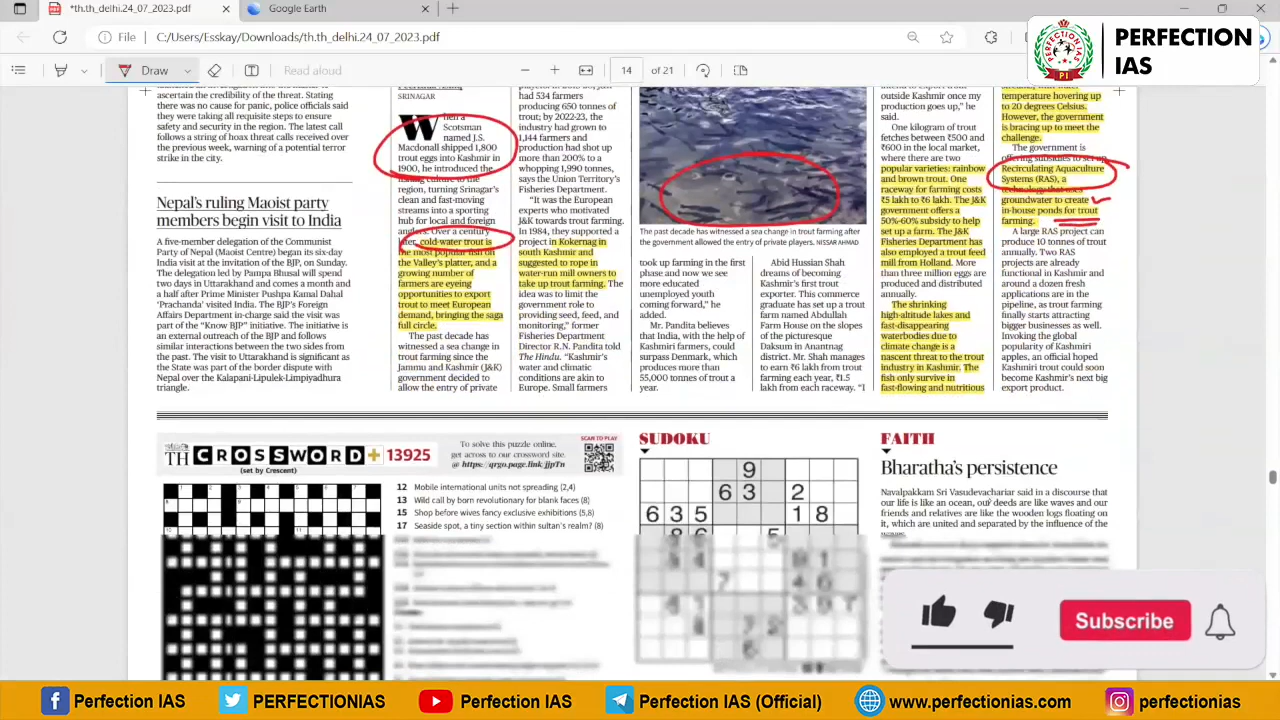 *th.th_delhi.24_07_2023.pdf
Google Earth
File
C:/Users/Esskay/Downloads/th.th_delhi.24_07_2023.pdf
PERFECTION
IAS
Draw
Read aloud
14 of 21
ascertain the credibility of the threat. Stating
there was no cause for panic, police officials said
they were taking all requisite steps to ensure
safety and security in the region. The latest call
follows a string of hoax threat calls received over
the previous week, warning of a potential terror
strike in the city.
Nepal's ruling Maoist party
members begin visit to India
A five-member delegation of the Communist
Party of Nepal (Maoist Centre) began its six-day
India visit at the invitation of the BJP, on Sunday.
The delegation led by Pampa Bhusal will spend
two days in Uttarakhand and comes a month and
a half after Prime Minister Pushpa Kamal Dahal
'Prachanda' visited India. The BJP's Foreign
Affairs Department in-charge said the visit was
part of the "Know BJP" initiative. The initiative is
an external outreach of the BJP and follows
similar interactions between the two sides from
the past. The visit to Uttarakhand is significant as
the State was part of the border dispute with
Nepal over the Kalapani-Lipulek-Limpiyadhura
triangle.
SRINAGAR
When a
Scotsman
named J.S.
Macdonall shipped 1,800
trout eggs into Kashmir in
1900, he introduced the
fishing culture to the
region, turning Srinagar's
clean and fast-moving
streams into a sporting
hub for local and foreign
anglers. Over a century
later, cold-water trout is
the most popular fish on
the Valley's platter, and a
growing number of
farmers are eyeing
opportunities to export
trout to meet European
demand, bringing the saga
full circle.
The past decade has
witnessed a sea change in
trout farming since the
Jammu and Kashmir (J&K)
government decided to
allow the entry of private
had 534 farmers
producing 650 tonnes of
trout; by 2022-23, the
industry had grown to
1,144 farmers and
production had shot up
more than 200% to a
whopping 1,990 tonnes,
says the Union Territory's
Fisheries Department.
"It was the European
experts who motivated
J&K towards trout farming.
In 1984, they supported a
project in Kokernag in
south Kashmir and
suggested to rope in
water-run mill owners to
take up trout farming. The
idea was to limit the
government role to
providing seed, feed, and
monitoring," former
Fisheries Department
Director R.N. Pandita told
The Hindu. "Kashmir's
water and climatic
conditions are akin to
Europe. Small farmers
The past decade has witnessed a sea change in trout farming after
the government allowed the entry of private players. NISSAR AHMAD
took up farming in the first
phase and now we see
more educated
unemployed youth
coming forward," he
added.
Mr. Pandita believes
that India, with the help of
Kashmiri farmers, could
surpass Denmark, which
produces more than
55,000 tonnes of trout a
year.
Abid Hussian Shah
dreams of becoming
Kashmir's first trout
exporter. This commerce
graduate has set up a trout
farm named Abdullah
Farm House on the slopes
of the picturesque
Daksum in Anantnag
district. Mr. Shah manages
to earn ₹6 lakh from trout
farming each year, ₹1.5
lakh from each raceway. "I
outside Kashmir once my
production goes up," he
said.
One kilogram of trout
fetches between ₹500 and
₹600 in the local market,
where there are two
popular varieties: rainbow
and brown trout. One
raceway for farming costs
₹5 lakh to ₹6 lakh. The J&K
government offers a
50%-60% subsidy to help
set up a farm. The J&K
Fisheries Department has
also employed a trout feed
mill from Holland. More
than three million eggs are
produced and distributed
annually.
The shrinking
high-altitude lakes and
fast-disappearing
waterbodies due to
climate change is a
nascent threat to the trout
industry in Kashmir. The
fish only survive in
fast-flowing and nutritious
temperature hovering up
to 20 degrees Celsius.
However, the government
is bracing up to meet the
challenge.
The government is
offering subsidies to set up
Recirculating Aquaculture
Systems (RAS), a
technology that uses
groundwater to create
in-house ponds for trout
farming.
A large RAS project can
produce 10 tonnes of trout
annually. Two RAS
projects are already
functional in Kashmir and
around a dozen fresh
applications are in the
pipeline, as trout farming
finally starts attracting
bigger businesses as well.
Invoking the global
popularity of Kashmiri
apples, an official hoped
Kashmiri trout could soon
become Kashmir's next big
export product.
TH CROSSWORD+ 13925
(set by Crescent)
To solve this puzzle online,
get across to our crossword site.
@ https://qrgo.page.link/jjpTn
SCAN TO PLAY
12 Mobile international units not spreading (2,4)
13 Wild call by born revolutionary for blank faces (8)
15 Shop before wives fancy exclusive exhibitions (5,8)
17 Seaside spot, a tiny section within sultan's realm? (8)
SUDOKU
9
6 3 2
6 3 5 1 8
FAITH
Bharatha's persistence
Navalpakkam Sri Vasudevachariar said in a discourse that
our life is like an ocean, our deeds are like waves and our
friends and relatives are like the wooden logs floating on
it, which are united and separated by the influence of the
Subscribe
Perfection IAS
PERFECTIONIAS
Perfection IAS
Perfection IAS (Official)
www.perfectionias.com
perfectionias